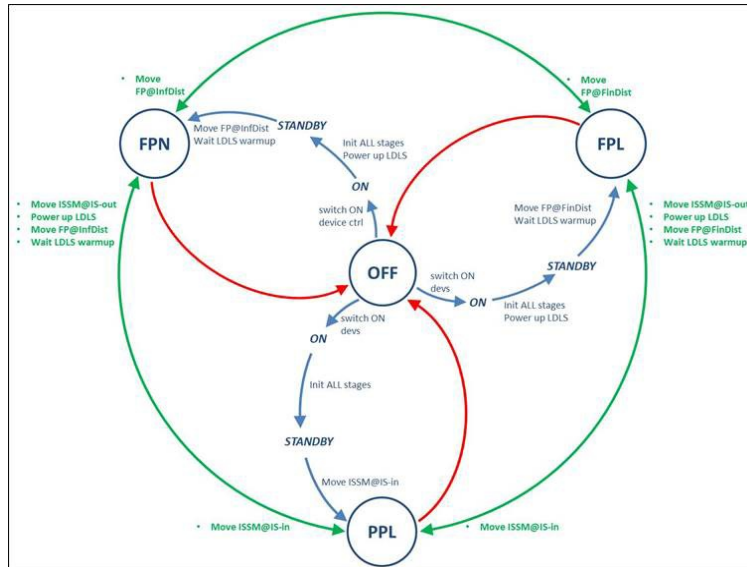 • Move
FP@InfDist
• Move
FP@FinDist
FPN
Move FP@InfDist
Wait LDLS warmup
STANDBY
Init ALL stages
Power up LDLS
ON
switch ON
device ctrl
FPL
• Move ISSM@IS-out
• Power up LDLS
• Move FP@InfDist
• Wait LDLS warmup
• Move ISSM@IS-out
• Power up LDLS
• Move FP@FinDist
• Wait LDLS warmup
Move FP@FinDist
Wait LDLS warmup
STANDBY
OFF
switch ON
devs
ON
Init ALL stages
Power up LDLS
switch ON
devs
ON
Init ALL stages
STANDBY
Move ISSM@IS-in
• Move ISSM@IS-in
PPL
• Move ISSM@IS-in